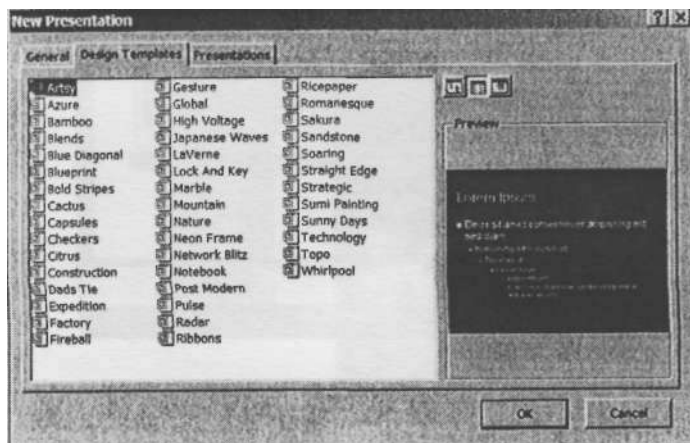 New Presentation
General
Design Templates
Presentations
Artsy
Azure
Bamboo
Blends
Blue Diagonal
Blueprint
Bold Stripes
Cactus
Capsules
Checkers
Citrus
Construction
Dads Tie
Expedition
Factory
Fireball
Gesture
Global
High Voltage
Japanese Waves
LaVerne
Lock And Key
Marble
Mountain
Nature
Neon Frame
Network Blitz
Notebook
Post Modern
Pulse
Radar
Ribbons
Ricepaper
Romanesque
Sakura
Sandstone
Soaring
Straight Edge
Strategic
Sumi Painting
Sunny Days
Technology
Topo
Whirlpool
Preview
Lorem Ipsum
OK
Cancel